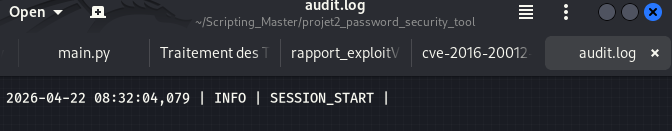 Open
audit.log
~/Scripting_Master/projet2_password_security_tool
main.py
Traitement des
rapport_exploit
cve-2016-20012
audit.log
2026-04-22 08:32:04,079 | INFO | SESSION_START |